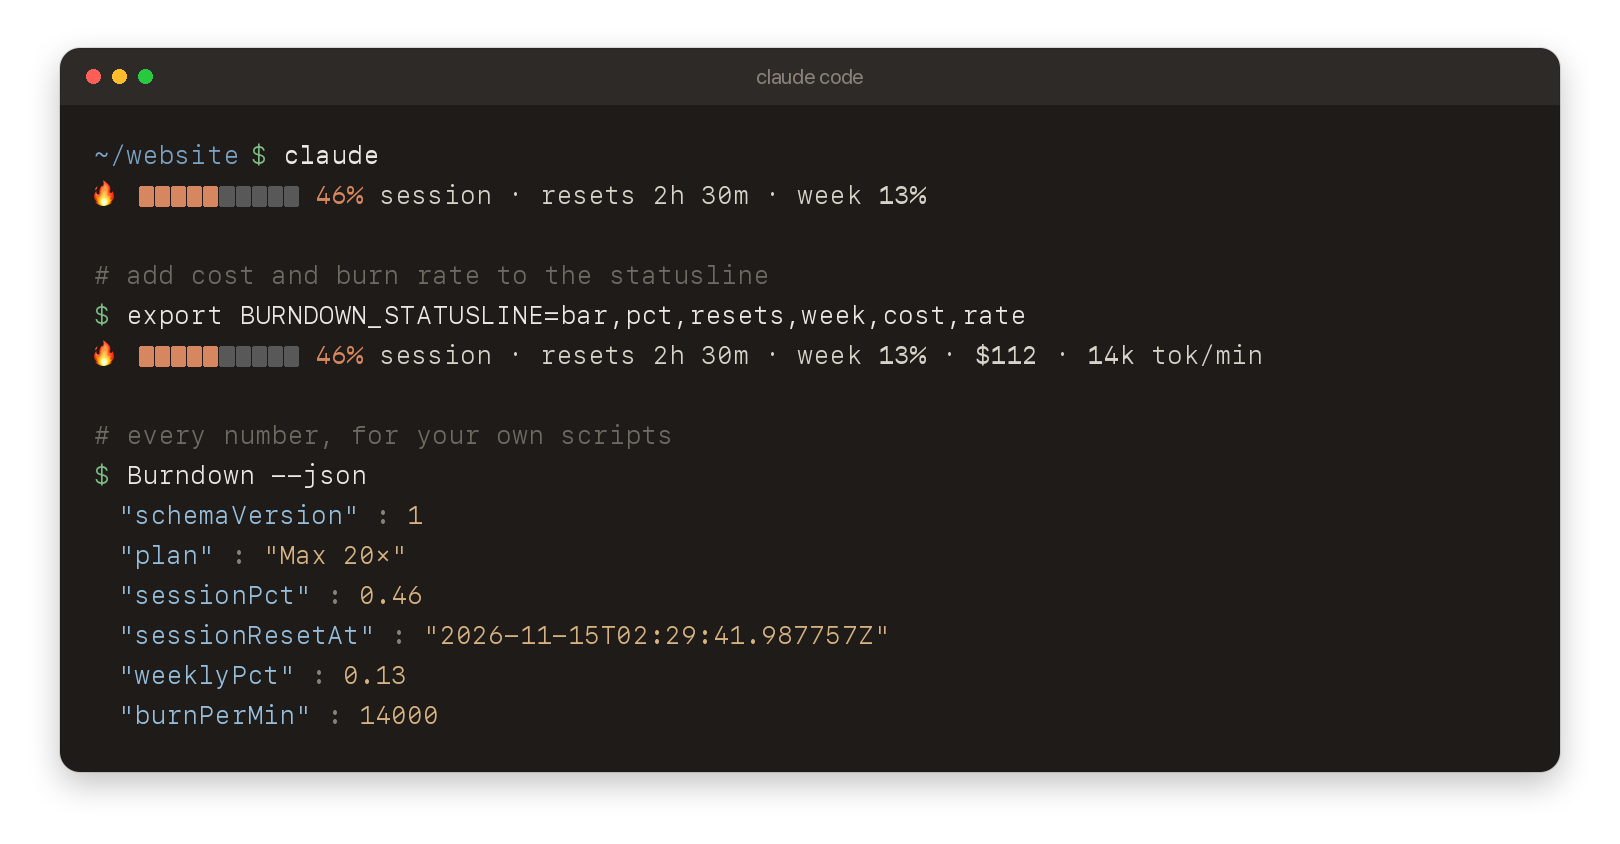 claude code
~/website $ claude
🔥 46% session · resets 2h 30m · week 13%
# add cost and burn rate to the statusline
$ export BURNDOWN_STATUSLINE=bar,pct,resets,week,cost,rate
🔥 46% session · resets 2h 30m · week 13% · $112 · 14k tok/min
# every number, for your own scripts
$ Burndown --json
"schemaVersion" : 1
"plan" : "Max 20×"
"sessionPct" : 0.46
"sessionResetAt" : "2026-11-15T02:29:41.987757Z"
"weeklyPct" : 0.13
"burnPerMin" : 14000